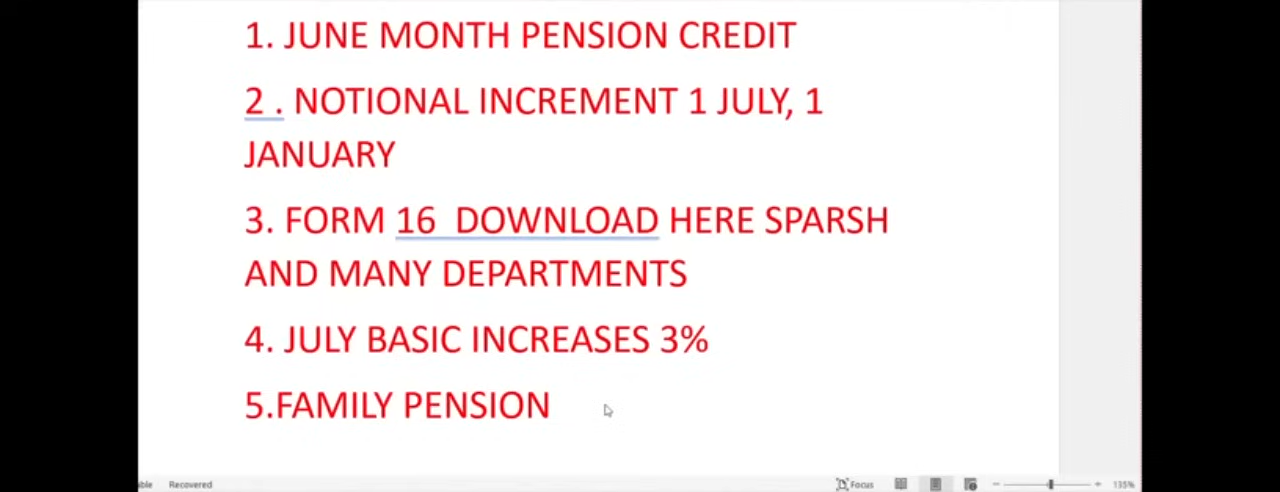 1. JUNE MONTH PENSION CREDIT
2 . NOTIONAL INCREMENT 1 JULY, 1
JANUARY
3. FORM 16  DOWNLOAD HERE SPARSH
AND MANY DEPARTMENTS
4. JULY BASIC INCREASES 3%
5.FAMILY PENSION
Recovered Focus 135%